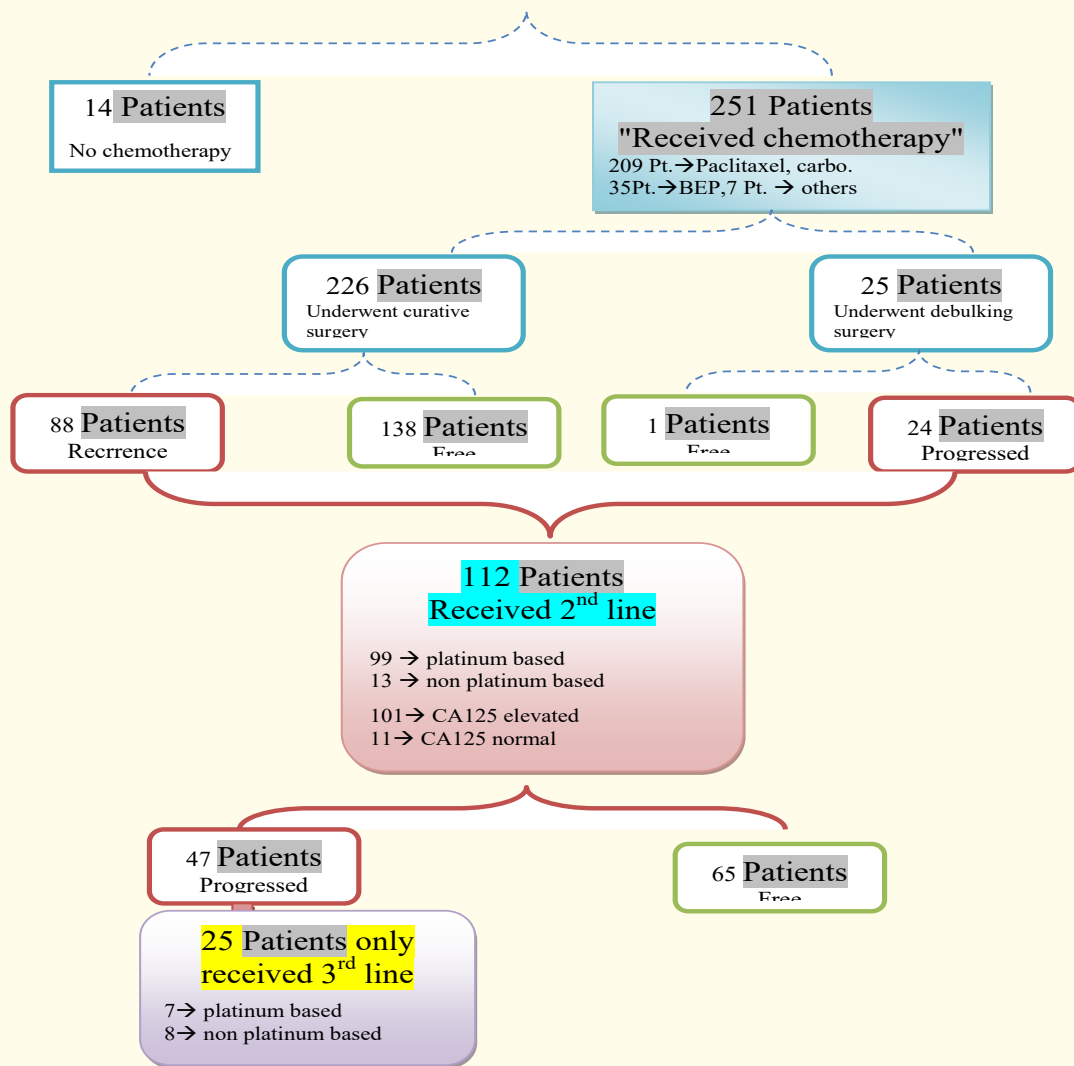 14 Patients
No chemotherapy
251 Patients
"Received chemotherapy"
209 Pt.→Paclitaxel, carbo.
35Pt.→BEP,7 Pt. → others
226 Patients
Underwent curative
surgery
25 Patients
Underwent debulking
surgery
88 Patients
Recrrence
138 Patients
Free
1 Patients
Free
24 Patients
Progressed
112 Patients
Received 2nd line
99 → platinum based
13 → non platinum based
101→ CA125 elevated
11→ CA125 normal
47 Patients
Progressed
65 Patients
Free
25 Patients only
received 3rd line
7→ platinum based
8→ non platinum based